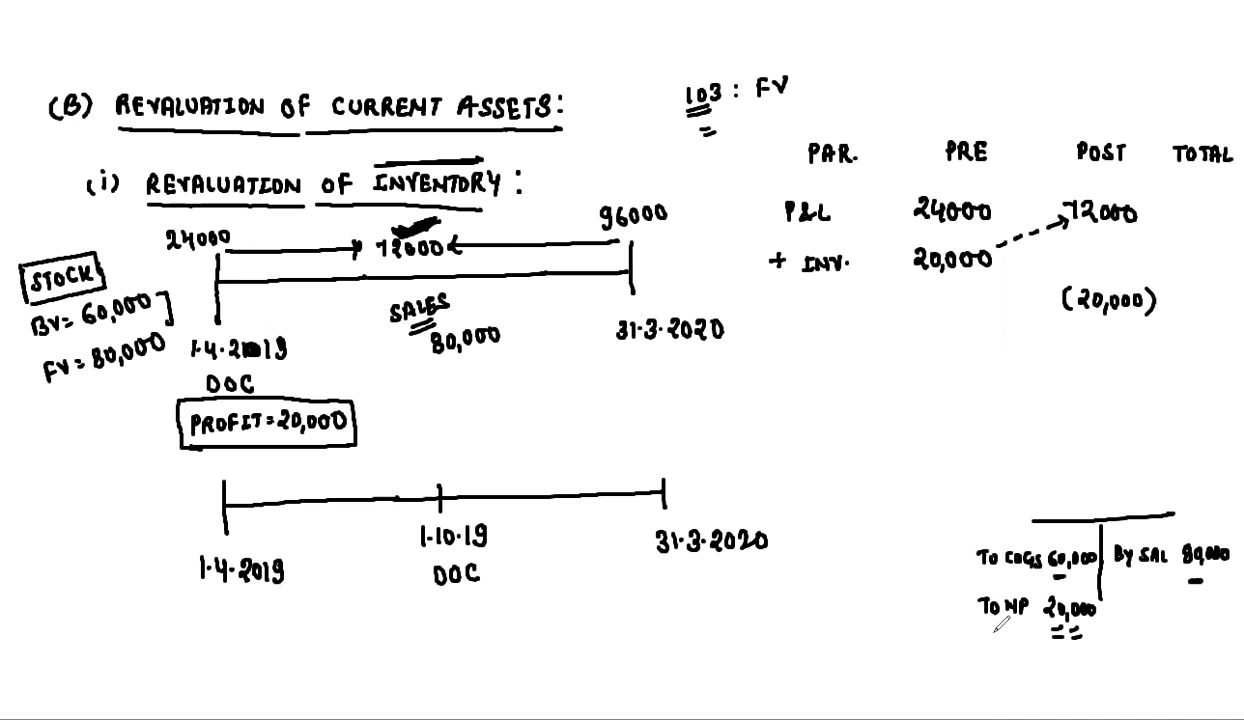 (B) REVALUATION OF CURRENT ASSETS:
103 : FV
(i) REVALUATION OF INVENTORY:
24000 72000 96000
STOCK
BV = 60,000
FV = 80,000
SALES
80,000
1.4.2019
31.3.2020
DOC
PROFIT = 20,000
PAR. PRE POST TOTAL
P&L 24000 72000
+ INV. 20,000
(20,000)
1.4.2019
1.10.19
31.3.2020
DOC
To COGS 60,000 By SAL 80,000
To NP 20,000